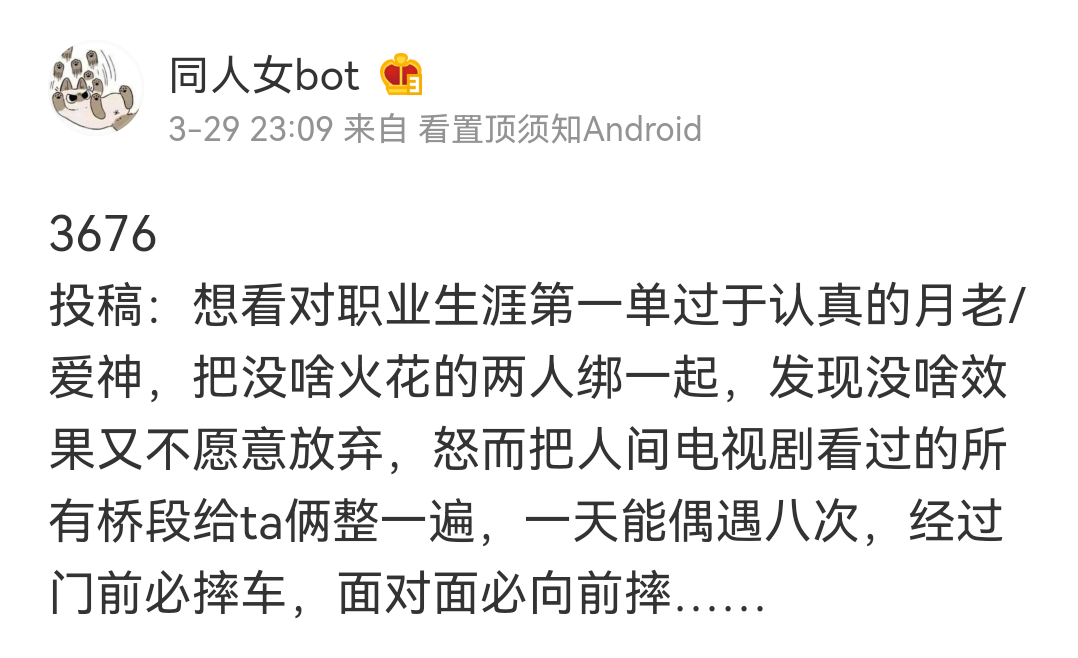 同人女bot
3-29 23:09 来自 看置顶须知Android
3676
投稿：想看对职业生涯第一单过于认真的月老/
爱神，把没啥火花的两人绑一起，发现没啥效
果又不愿意放弃，怒而把人间电视剧看过的所
有桥段给ta俩整一遍，一天能偶遇八次，经过
门前必摔车，面对面必向前摔……